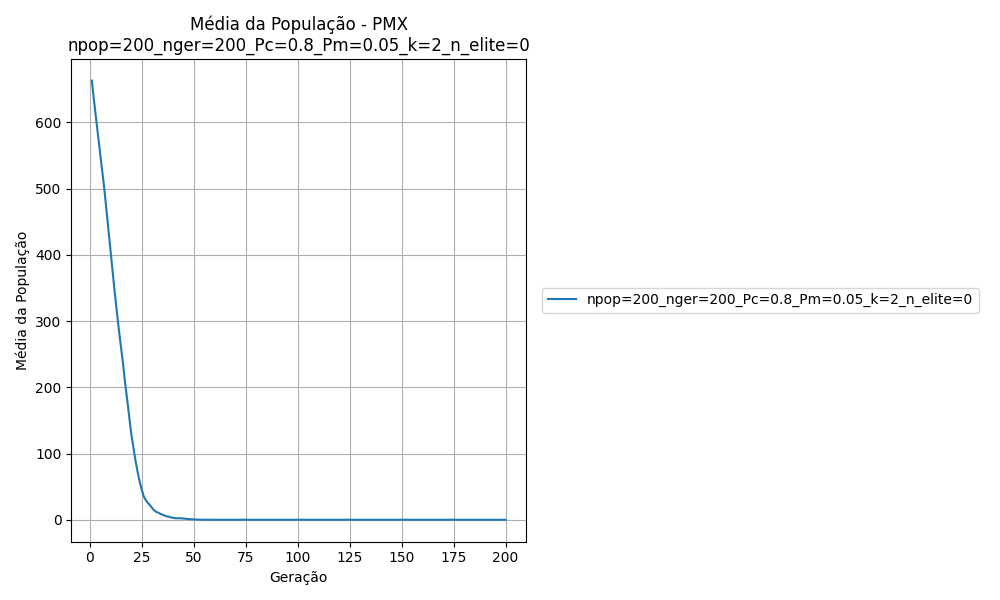 Média da População - PMX
npop=200_nger=200_Pc=0.8_Pm=0.05_k=2_n_elite=0
Média da População
600
500
400
300
200
100
0
0 25 50 75 100 125 150 175 200
Geração
npop=200_nger=200_Pc=0.8_Pm=0.05_k=2_n_elite=0